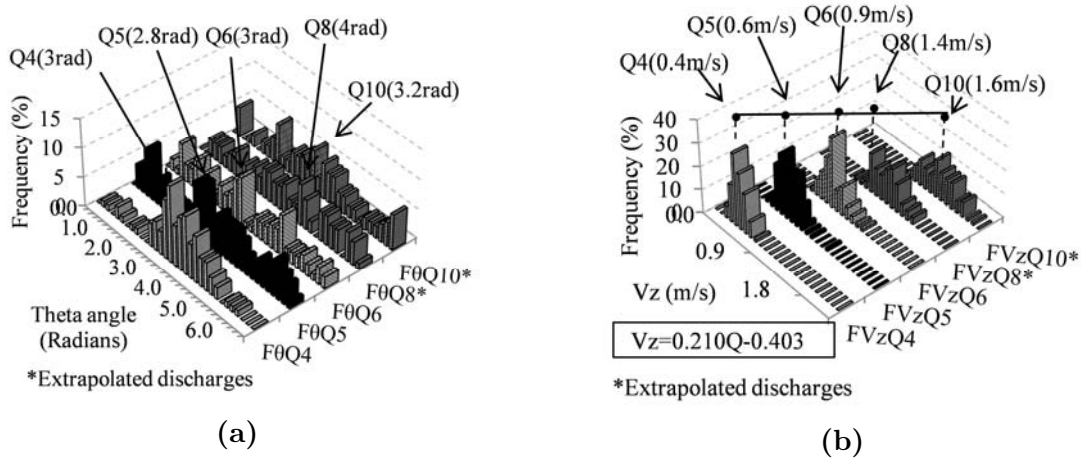 Q4(3rad)
Q5(2.8rad)
Q6(3rad)
Q8(4rad)
Q10(3.2rad)
Frequency (%)
15
10
5
0
0.0
1.0
2.0
3.0
4.0
5.0
6.0
Theta angle
(Radians)
FθQ4
FθQ5
FθQ6
FθQ8*
FθQ10*
*Extrapolated discharges
(a)
Q4(0.4m/s)
Q5(0.6m/s)
Q6(0.9m/s)
Q8(1.4m/s)
Q10(1.6m/s)
Frequency (%)
40
30
20
10
0
0.0
0.9
1.8
Vz (m/s)
FVzQ4
FVzQ5
FVzQ6
FVzQ8*
FVzQ10*
Vz=0.210Q-0.403
*Extrapolated discharges
(b)